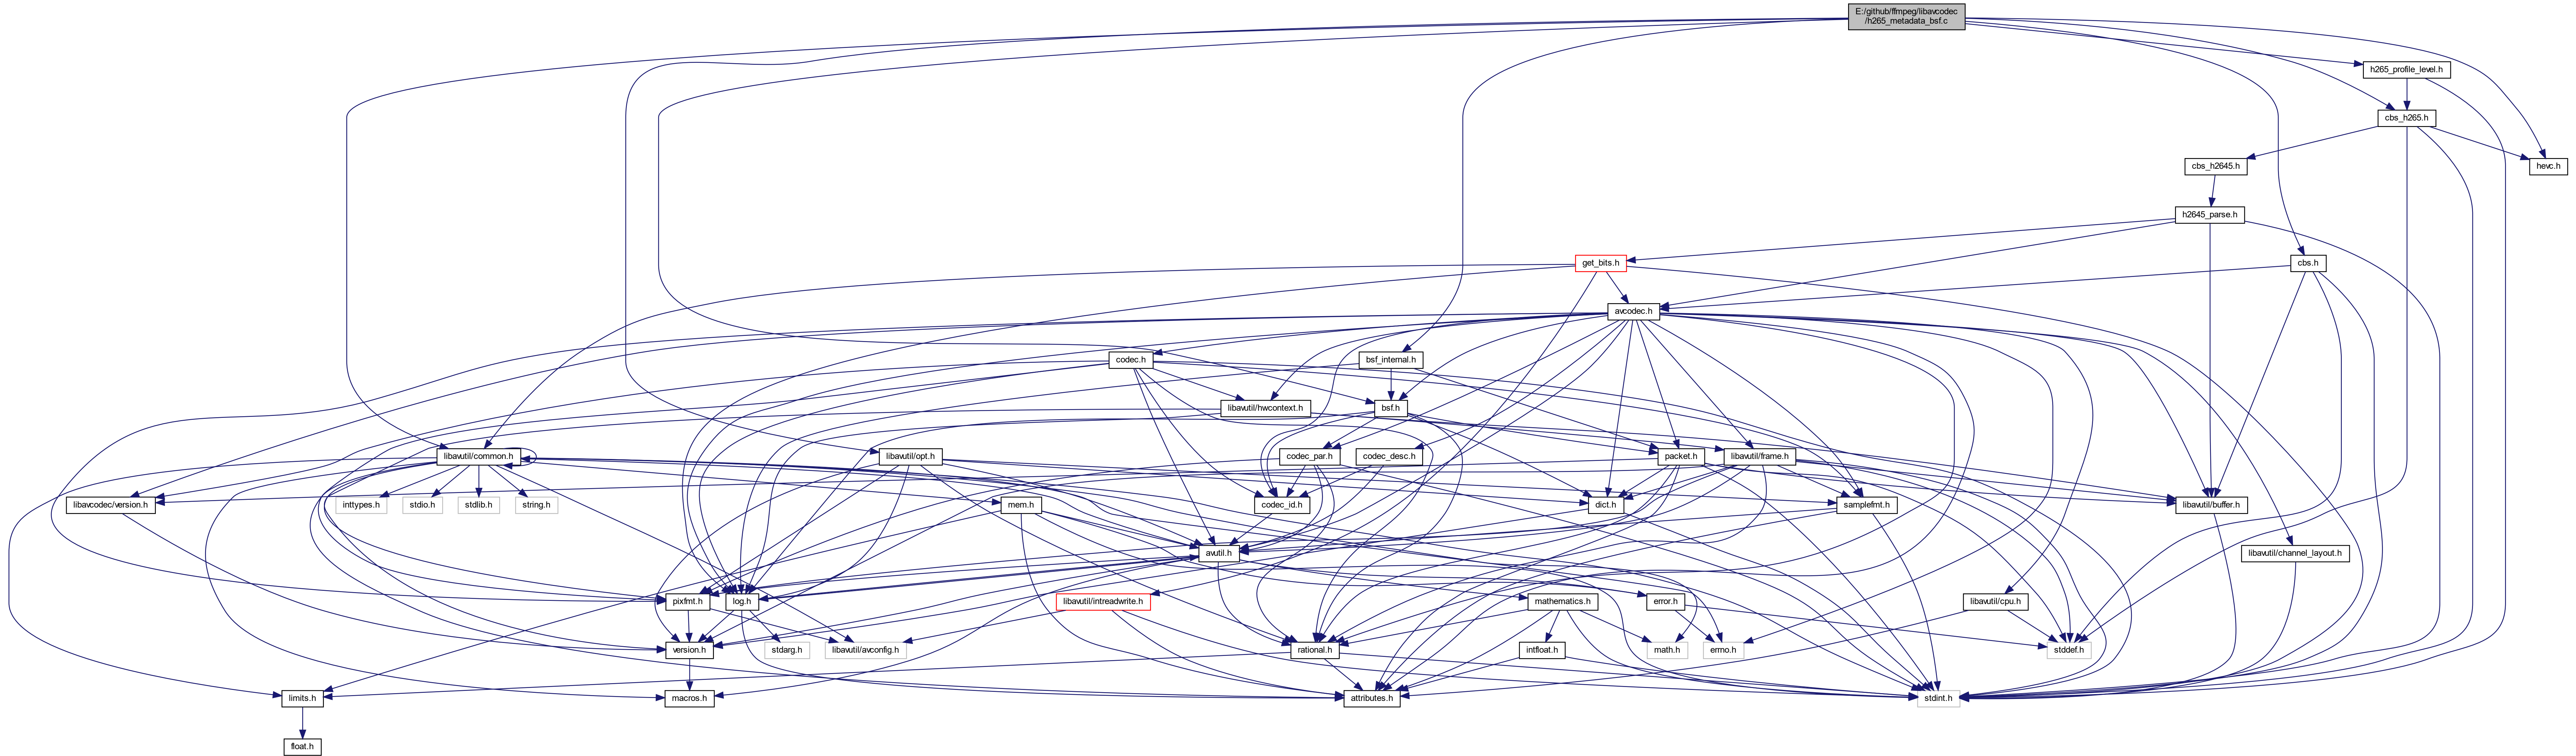 E:/github/ffmpeg/libavcodec
/h265_metadata_bsf.c
h265_profile_level.h
cbs_h265.h
cbs_h2645.h
hevc.h
h2645_parse.h
get_bits.h
cbs.h
avcodec.h
codec.h
bsf_internal.h
libavutil/hwcontext.h
bsf.h
libavutil/common.h
libavutil/opt.h
codec_par.h
codec_desc.h
packet.h
libavutil/frame.h
libavcodec/version.h
inttypes.h
stdio.h
stdlib.h
string.h
mem.h
codec_id.h
dict.h
samplefmt.h
libavutil/buffer.h
avutil.h
libavutil/channel_layout.h
pixfmt.h
log.h
libavutil/intreadwrite.h
mathematics.h
error.h
libavutil/cpu.h
version.h
stdarg.h
libavutil/avconfig.h
rational.h
intfloat.h
math.h
errno.h
stddef.h
limits.h
macros.h
attributes.h
stdint.h
float.h